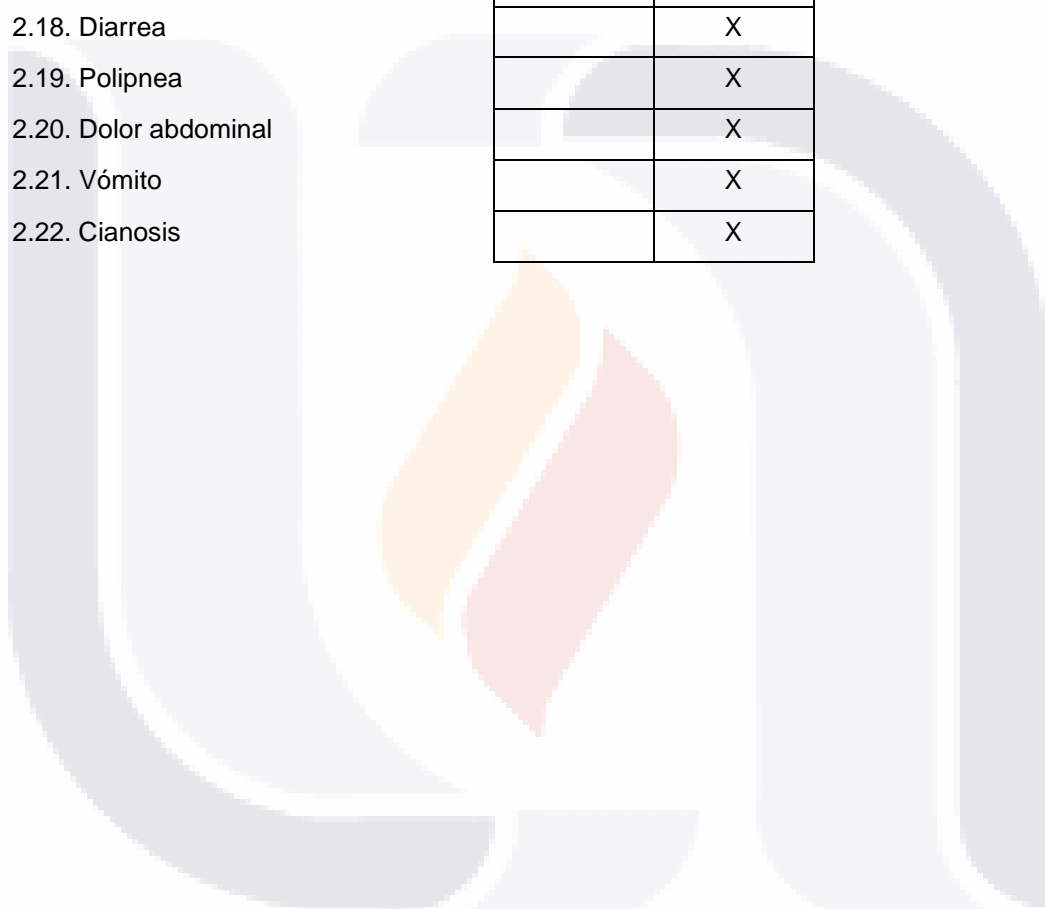 2.18. Diarrea X
2.19. Polipnea X
2.20. Dolor abdominal X
2.21. Vómito X
2.22. Cianosis X